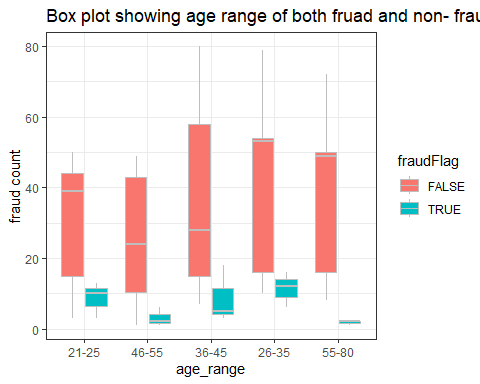 Box plot showing age range of both fruad and non- frau
80
60
40
20
0
fraud count
21-25 46-55 36-45 26-35 55-80
age_range
fraudFlag
FALSE
TRUE